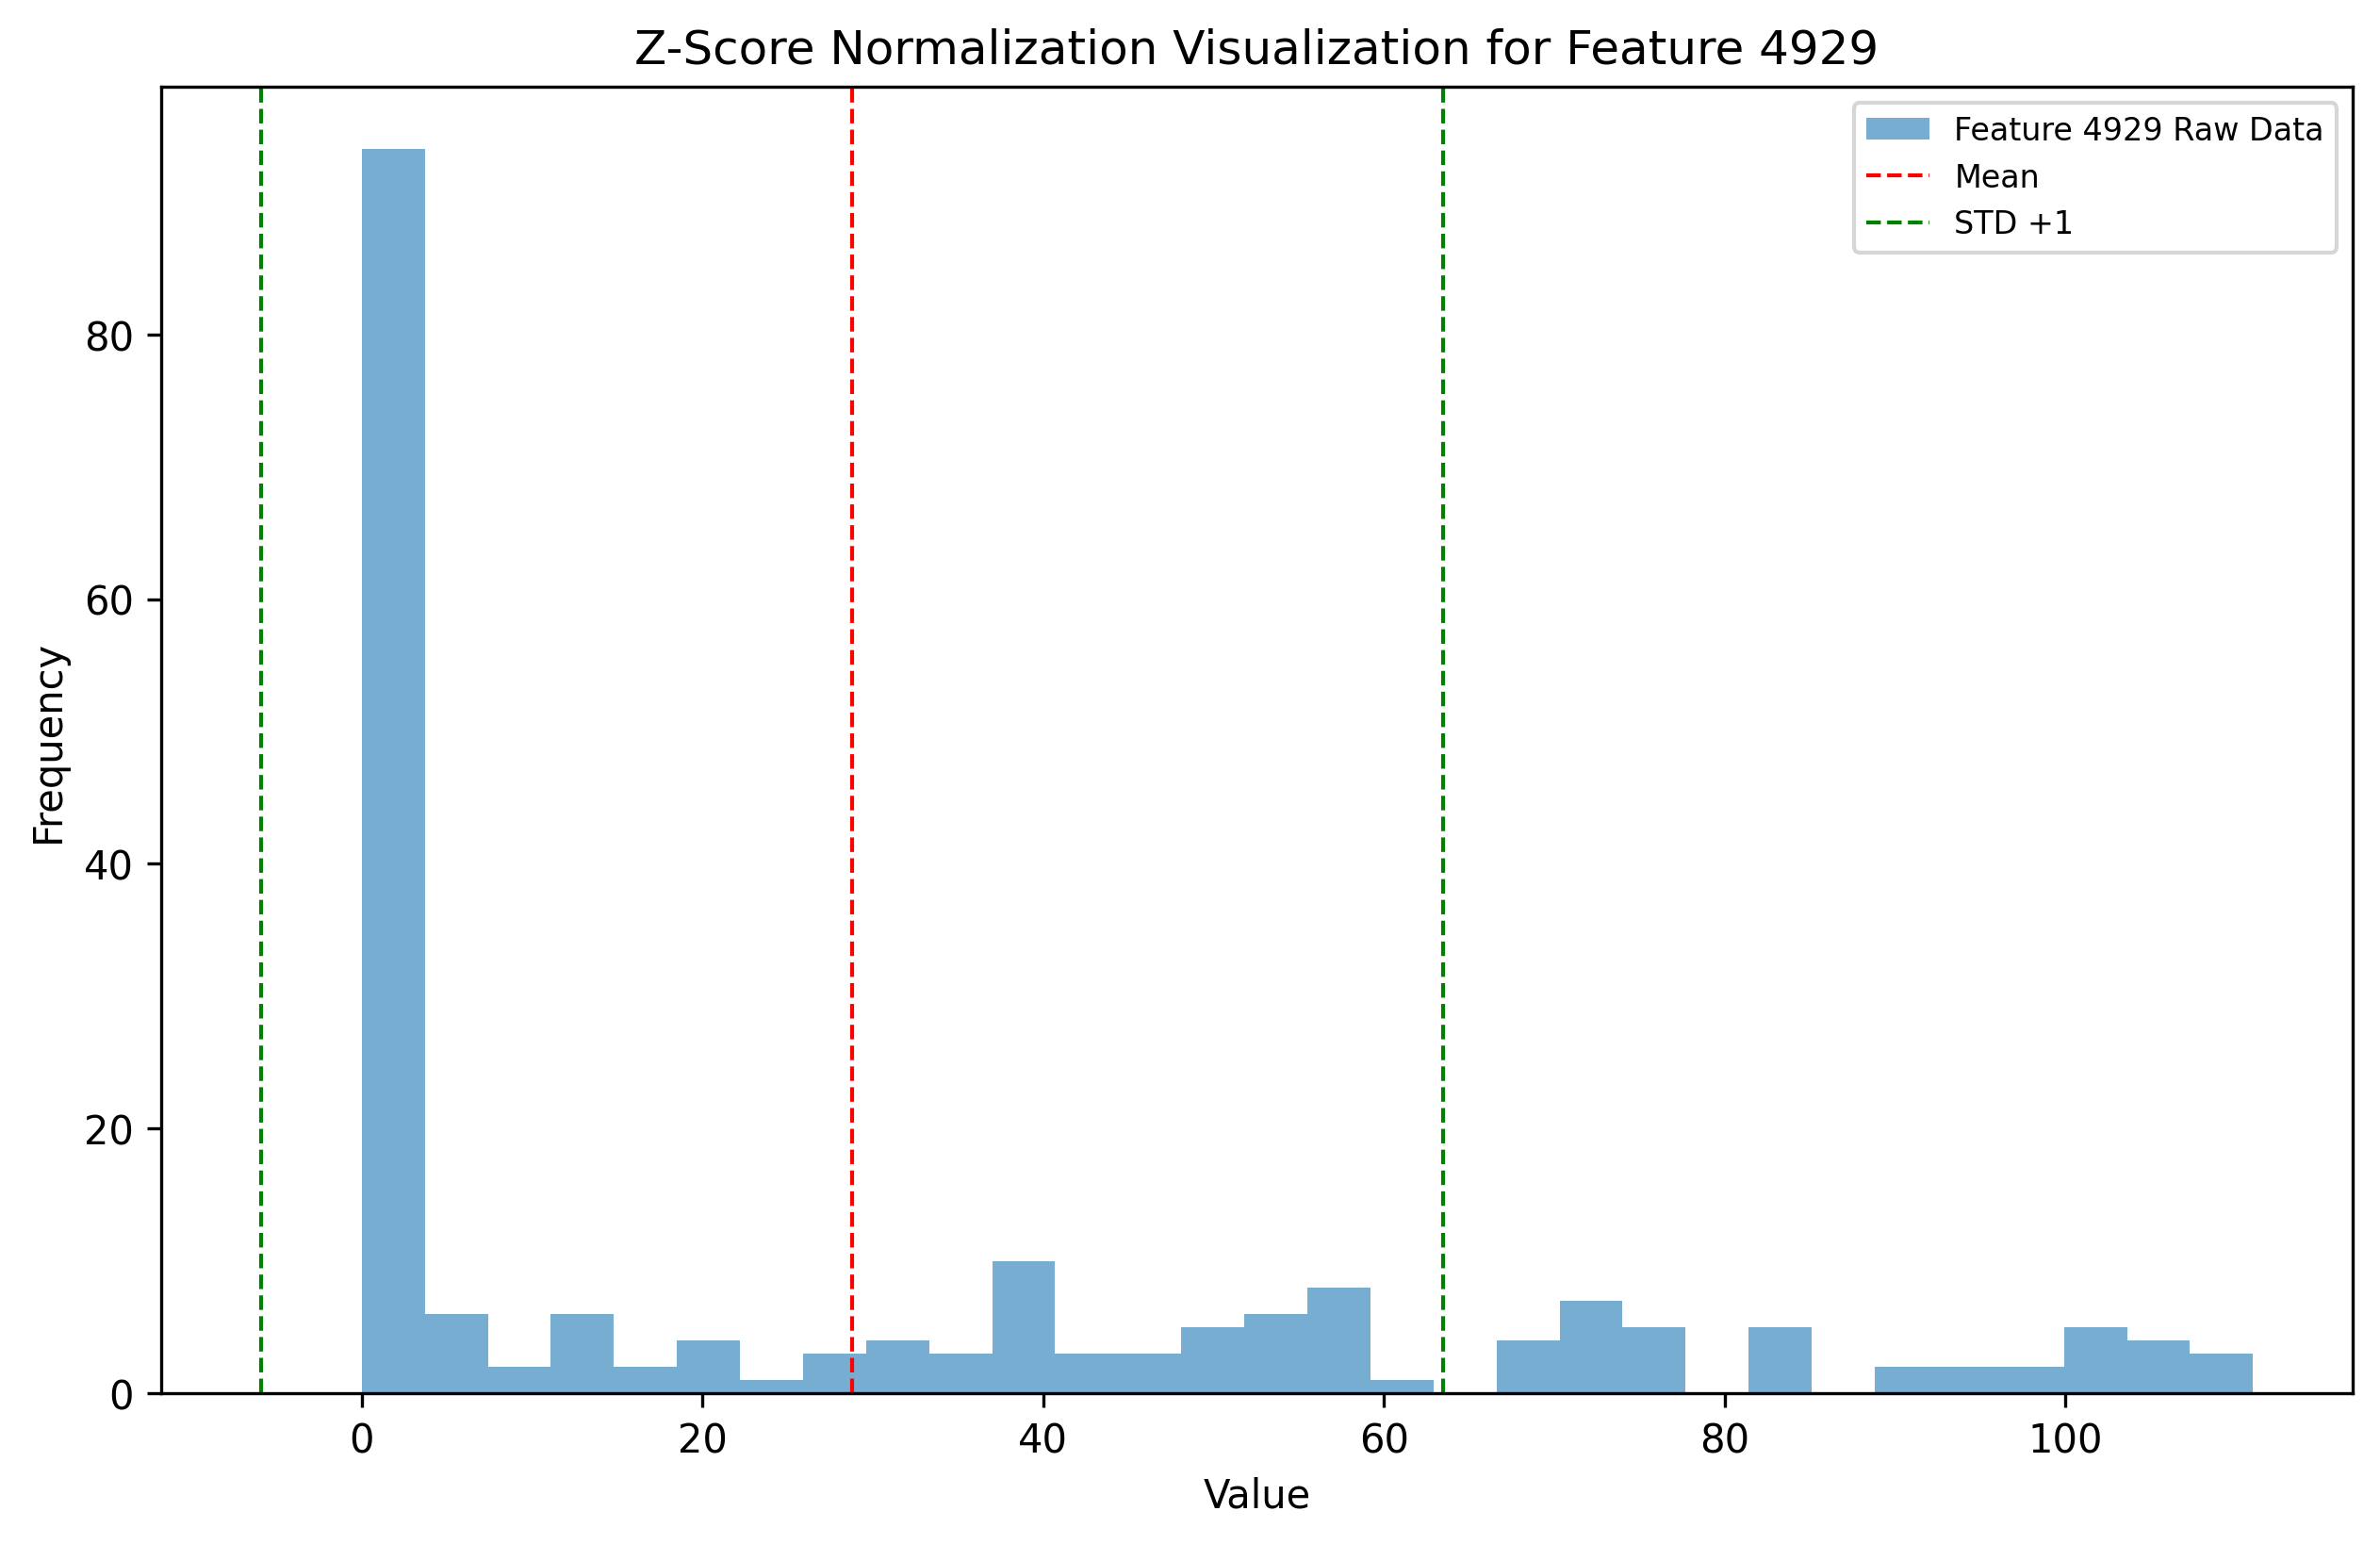 Z-Score Normalization Visualization for Feature 4929
Feature 4929 Raw Data
Mean
STD +1
80
60
40
20
0
Frequency
0 20 40 60 80 100
Value